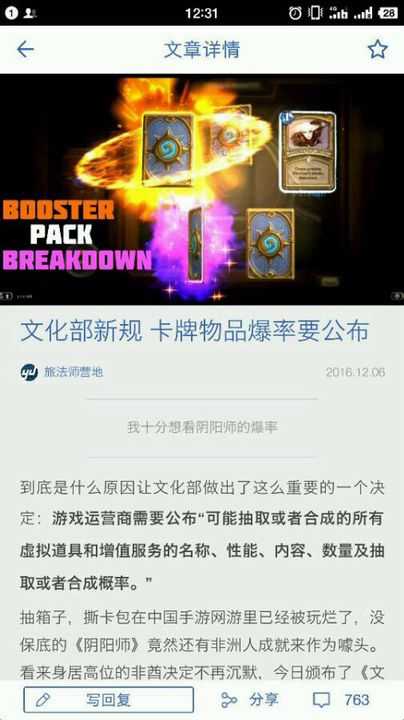 12:31
28
文章详情
BOOSTER
PACK
BREAKDOWN
文化部新规 卡牌物品爆率要公布
旅法师营地
2016.12.06
我十分想看阴阳师的爆率
到底是什么原因让文化部做出了这么重要的一个决
定：游戏运营商需要公布“可能抽取或者合成的所有
虚拟道具和增值服务的名称、性能、内容、数量及抽
取或者合成概率。”
抽箱子，撕卡包在中国手游网游里已经被玩烂了，没
保底的《阴阳师》竟然还有非洲人成就来作为噱头。
看来身居高位的非酋决定不再沉默，今日颁布了《文
写回复
分享
763